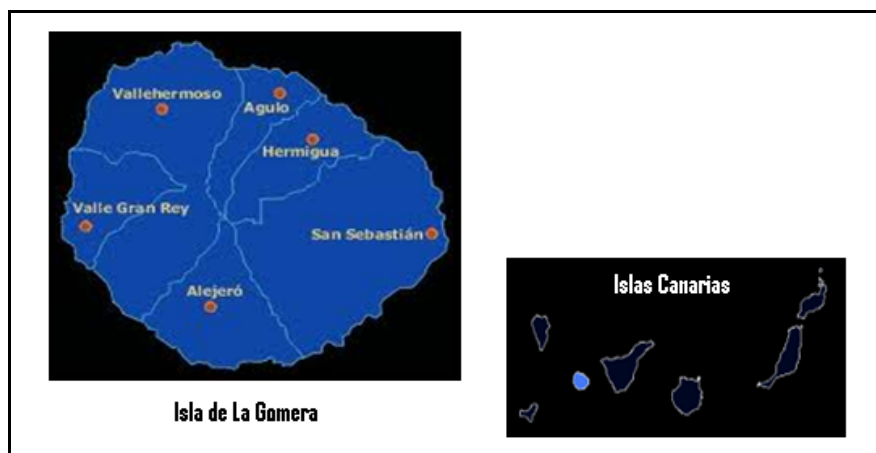 Vallehermoso
Agulo
Hermigua
Valle Gran Rey
San Sebastián
Alejeró
Isla de La Gomera
Islas Canarias